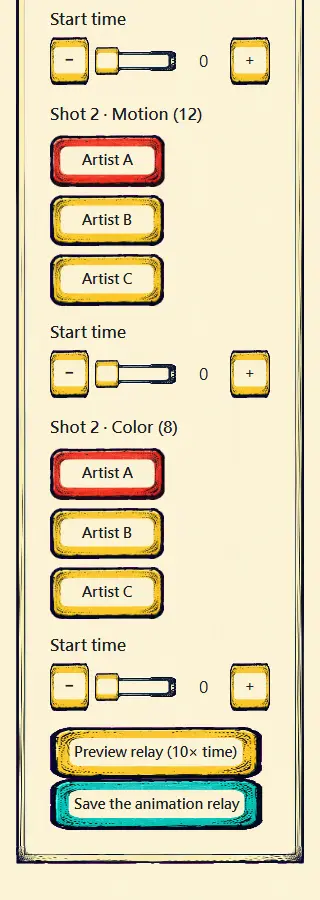 Start time
− 0 +
Shot 2 · Motion (12)
Artist A
Artist B
Artist C
Start time
− 0 +
Shot 2 · Color (8)
Artist A
Artist B
Artist C
Start time
− 0 +
Preview relay (10× time)
Save the animation relay